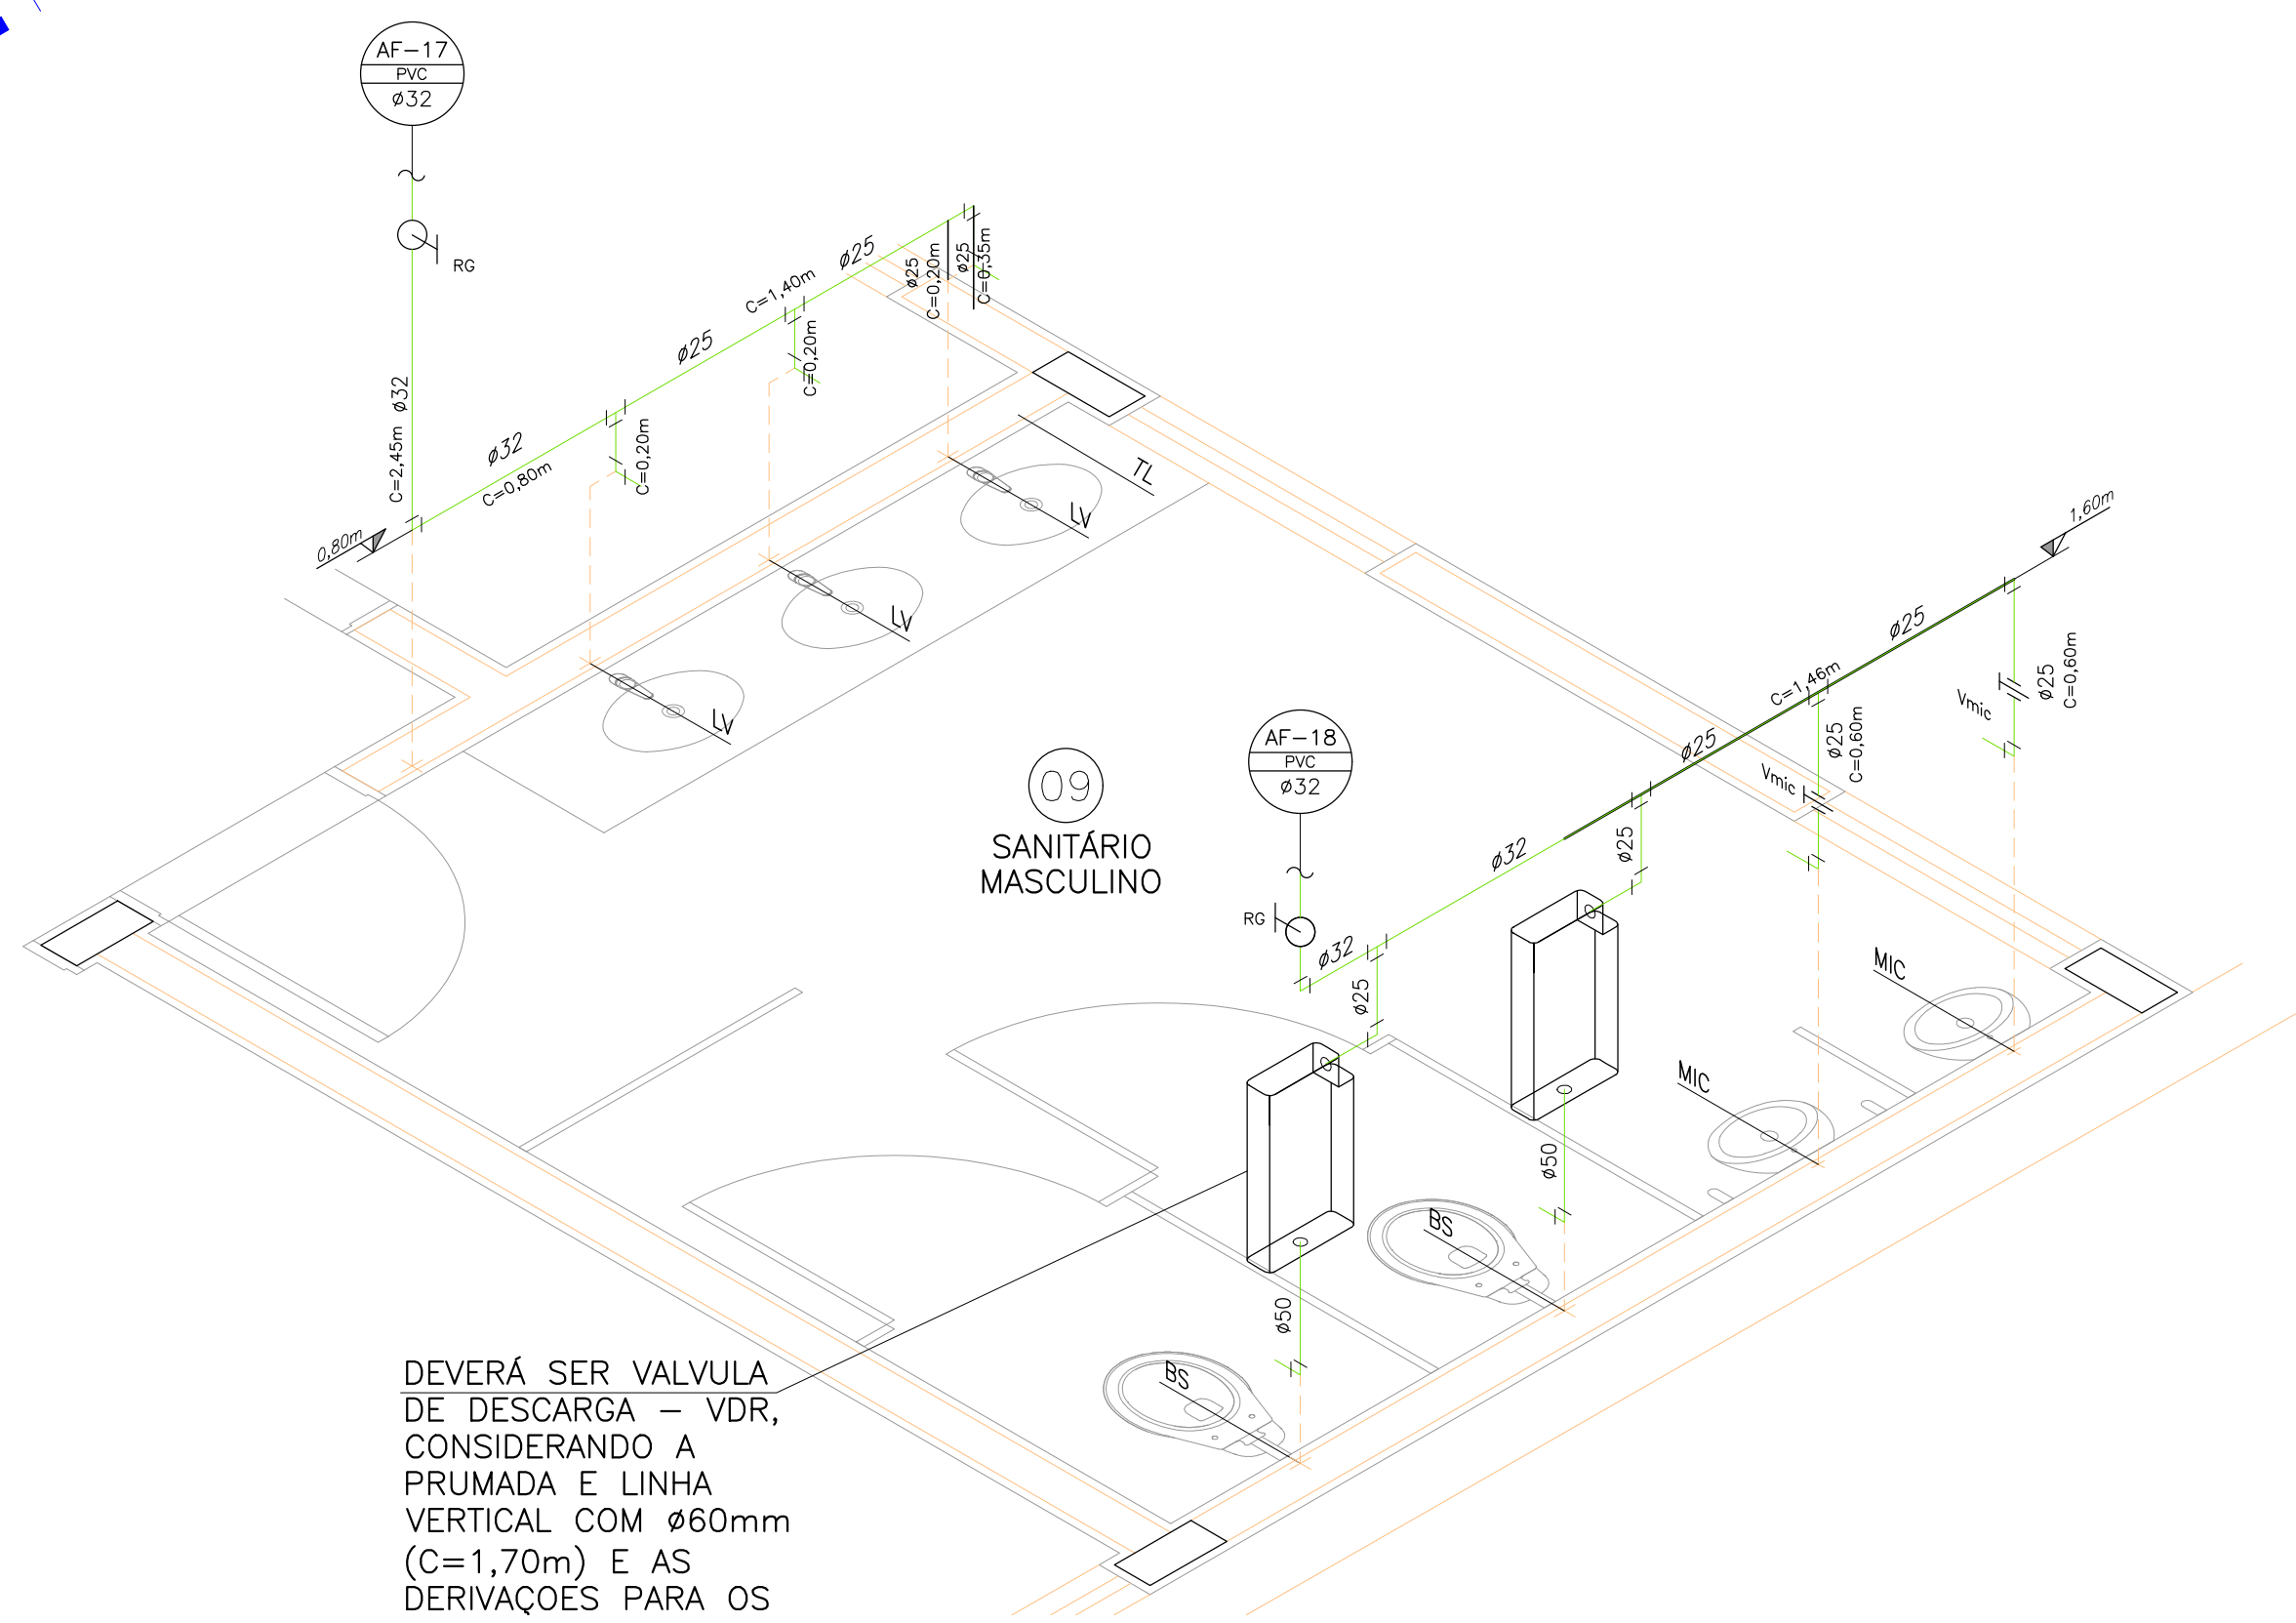 AF-17
PVC
ø32
RG
C=2,45m ø32
0,80m
ø32
C=0,80m
C=0,20m
ø25
C=1,40m
C=0,20m
ø25
ø25
C=0,20m
ø25
C=0,35m
TL
LV
LV
LV
09
SANITÁRIO
MASCULINO
AF-18
PVC
ø32
RG
ø32
ø25
ø32
ø25
ø25
C=1,46m
ø25
1,60m
Vmic
ø25
C=0,60m
Vmic
ø25
C=0,60m
MIC
MIC
ø50
ø50
BS
BS
DEVERÁ SER VALVULA
DE DESCARGA – VDR,
CONSIDERANDO A
PRUMADA E LINHA
VERTICAL COM ø60mm
(C=1,70m) E AS
DERIVAÇOES PARA OS